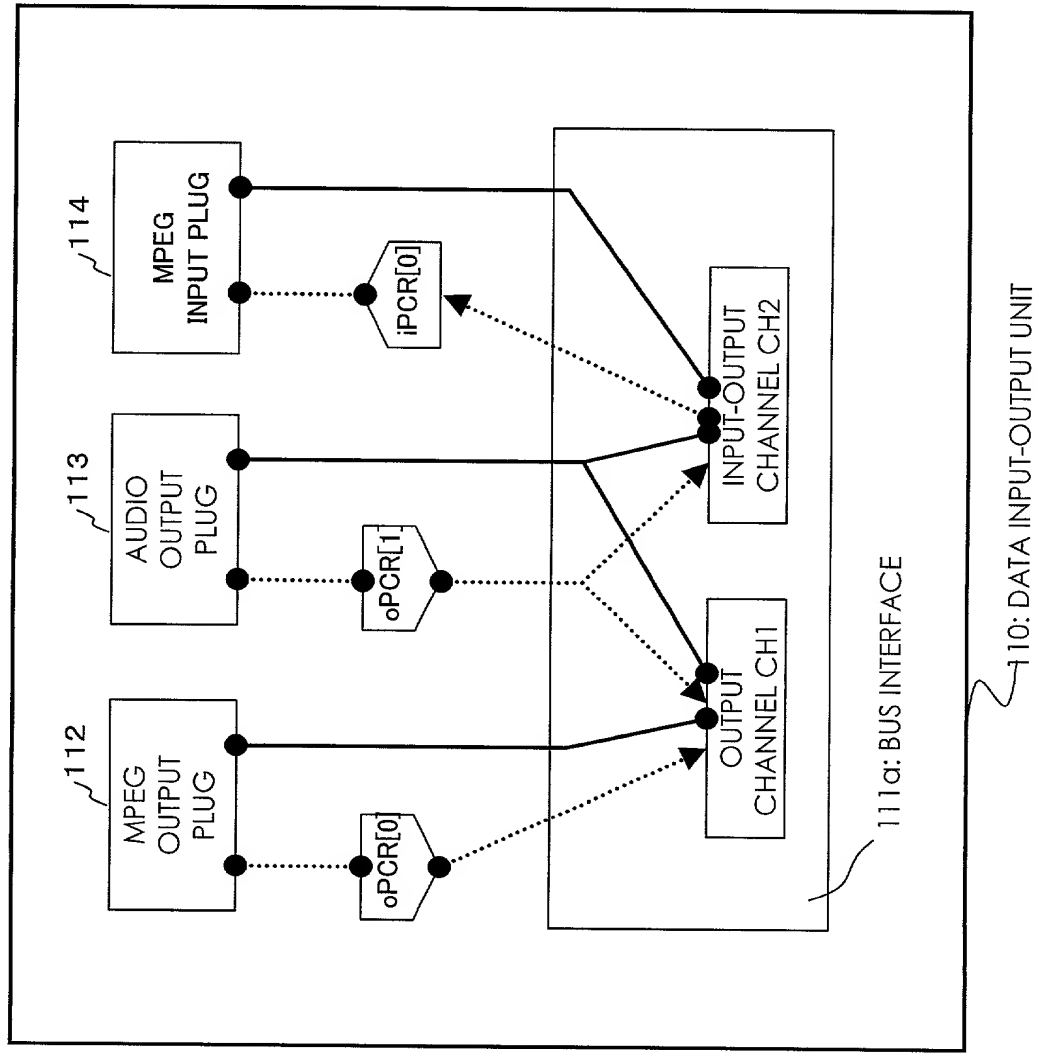 112
MPEG
OUTPUT
PLUG
113
AUDIO
OUTPUT
PLUG
114
MPEG
INPUT PLUG
oPCR[0]
oPCR[1]
iPCR[0]
OUTPUT
CHANNEL CH1
INPUT-OUTPUT
CHANNEL CH2
111a: BUS INTERFACE
110: DATA INPUT-OUTPUT UNIT